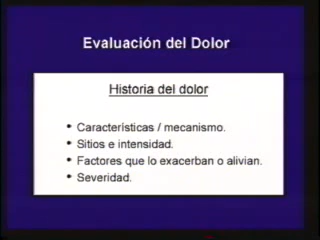 Evaluación del Dolor
Historia del dolor
• Características / mecanismo.
• Sitios e intensidad.
• Factores que lo exacerban o alivian.
• Severidad.